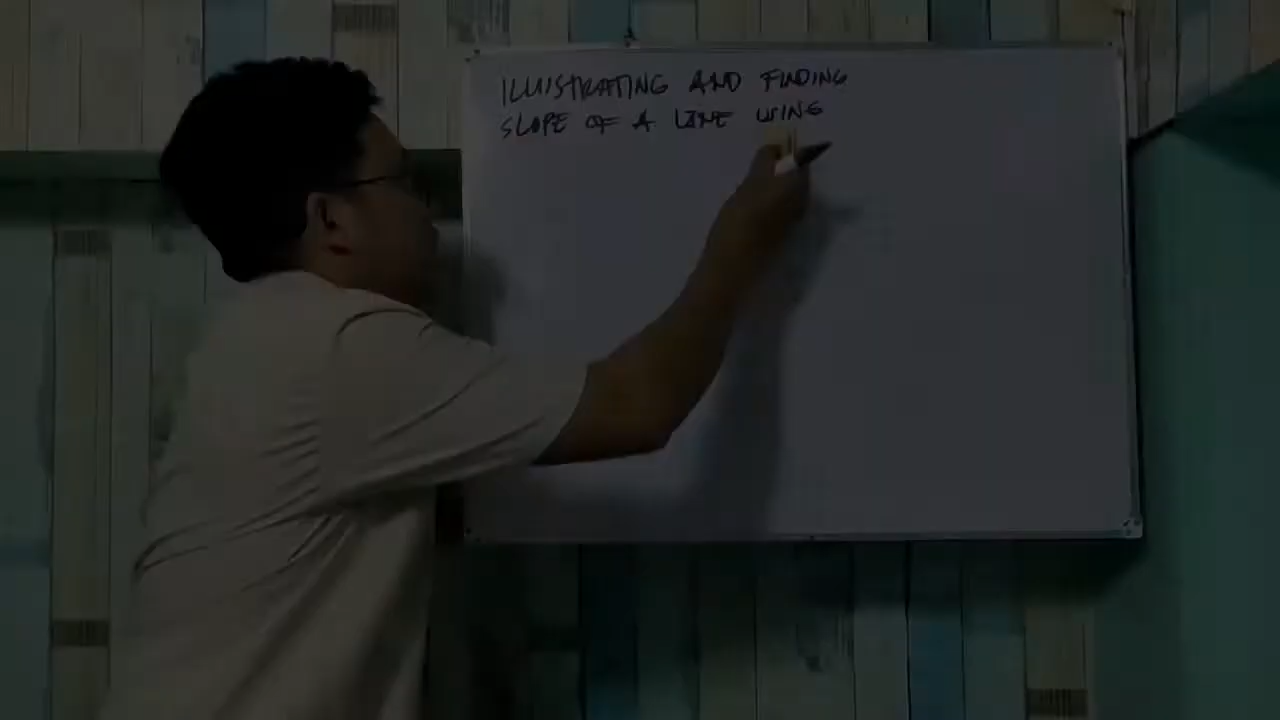 ILLUSTRATING AND FINDING
SLOPE OF A LINE USING